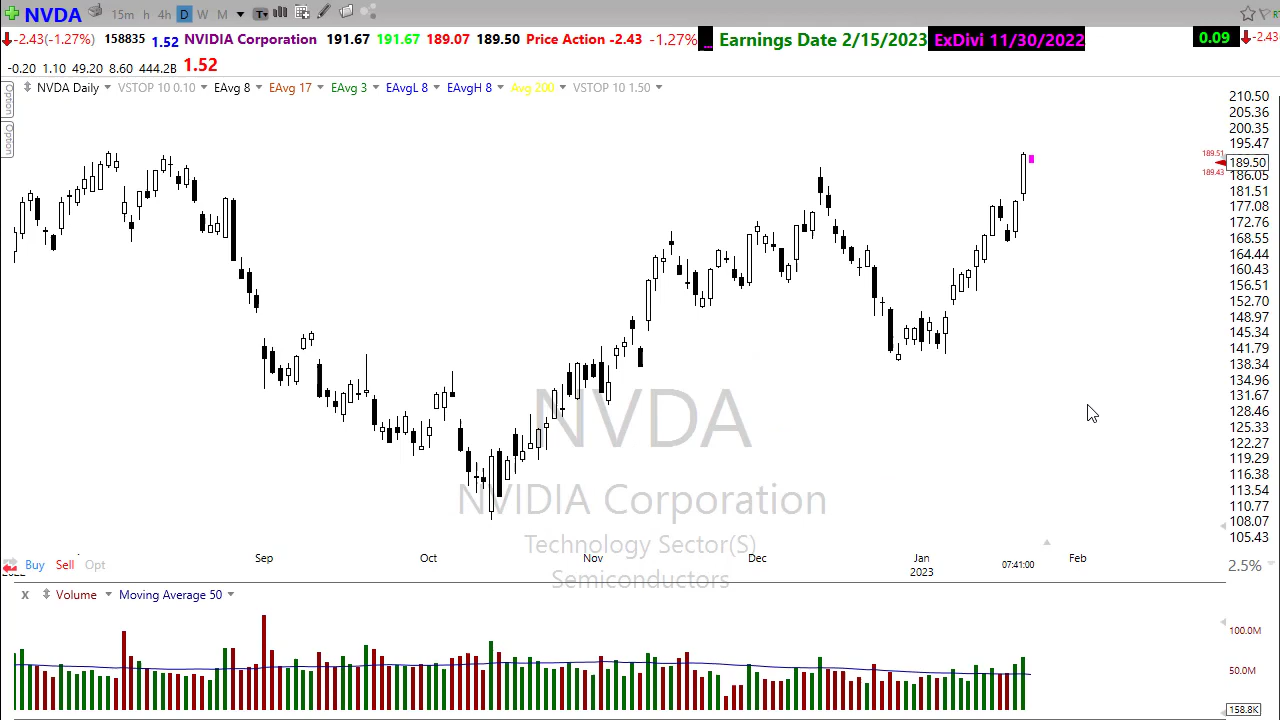 NVDA 15m h 4h D W M
-2.43(-1.27%) 158835 1.52 NVIDIA Corporation 191.67 191.67 189.07 189.50 Price Action -2.43 -1.27% ... Earnings Date 2/15/2023 ExDivi 11/30/2022 0.09 -2.43
-0.20 1.10 49.20 8.60 444.2B 1.52
NVDA Daily VSTOP 10 0.10 EAvg 8 EAvg 17 EAvg 3 EAvgL 8 EAvgH 8 Avg 200 VSTOP 10 1.50
Option
Option
210.50
205.36
200.35
195.47
189.51
189.50
189.43
186.05
181.51
177.08
172.76
168.55
164.44
160.43
156.51
152.70
148.97
145.34
141.79
138.34
134.96
131.67
128.46
125.33
122.27
119.29
116.38
113.54
110.77
108.07
105.43
NVDA
NVIDIA Corporation
Technology Sector(S)
Semiconductors
Sep Oct Nov Dec Jan Feb
2023 07:41:00
Buy Sell Opt 2.5%
x Volume Moving Average 50
100.0M
50.0M
158.8K